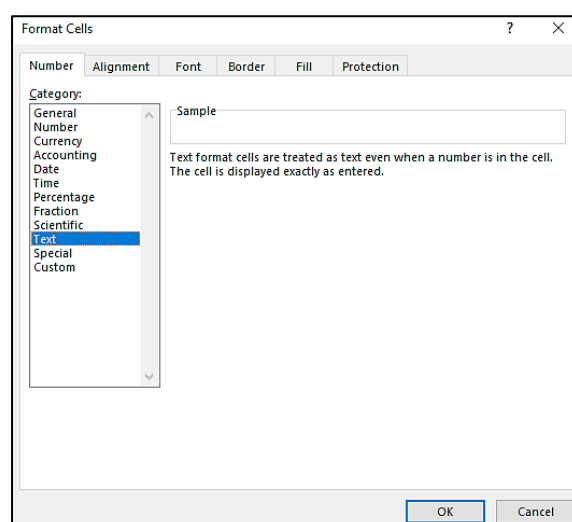 Format Cells ?
Number Alignment Font Border Fill Protection
Category:
General
Number
Currency
Accounting
Date
Time
Percentage
Fraction
Scientific
Text
Special
Custom
Sample
Text format cells are treated as text even when a number is in the cell.
The cell is displayed exactly as entered.
OK Cancel